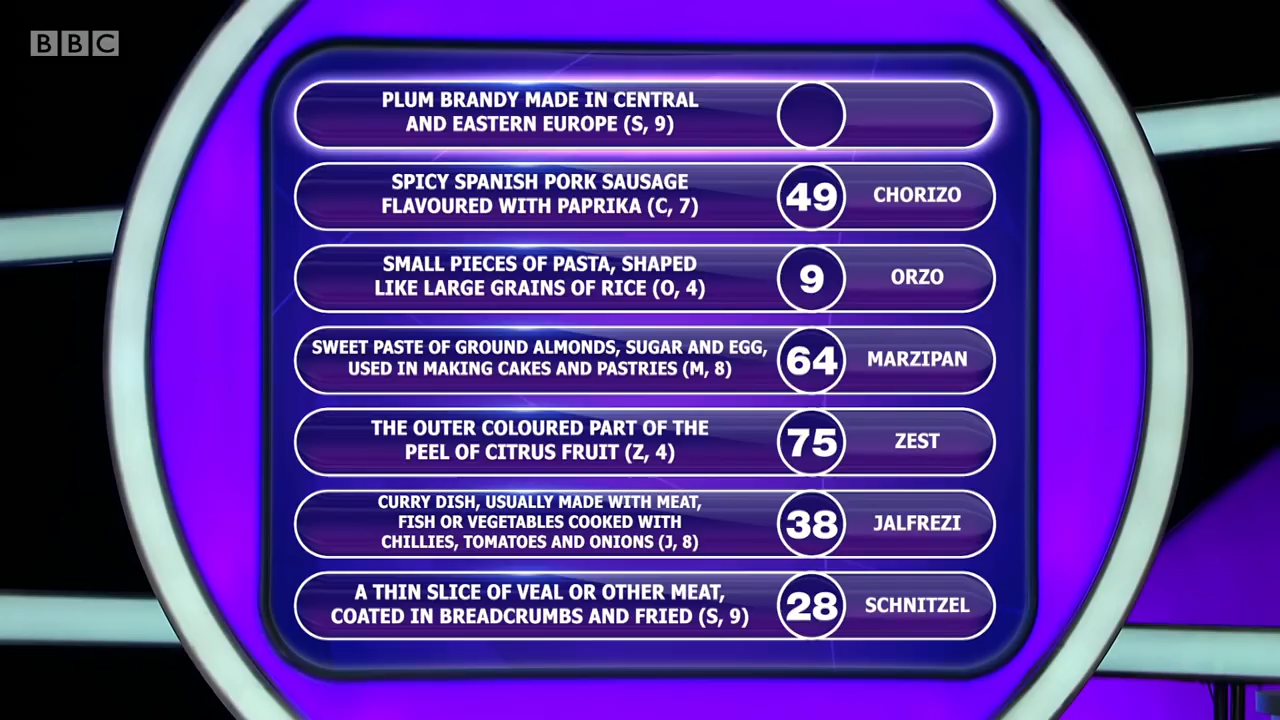 BBC
PLUM BRANDY MADE IN CENTRAL
AND EASTERN EUROPE (S, 9)
SPICY SPANISH PORK SAUSAGE
FLAVOURED WITH PAPRIKA (C, 7)
49
CHORIZO
SMALL PIECES OF PASTA, SHAPED
LIKE LARGE GRAINS OF RICE (O, 4)
9
ORZO
SWEET PASTE OF GROUND ALMONDS, SUGAR AND EGG,
USED IN MAKING CAKES AND PASTRIES (M, 8)
64
MARZIPAN
THE OUTER COLOURED PART OF THE
PEEL OF CITRUS FRUIT (Z, 4)
75
ZEST
CURRY DISH, USUALLY MADE WITH MEAT,
FISH OR VEGETABLES COOKED WITH
CHILLIES, TOMATOES AND ONIONS (J, 8)
38
JALFREZI
A THIN SLICE OF VEAL OR OTHER MEAT,
COATED IN BREADCRUMBS AND FRIED (S, 9)
28
SCHNITZEL